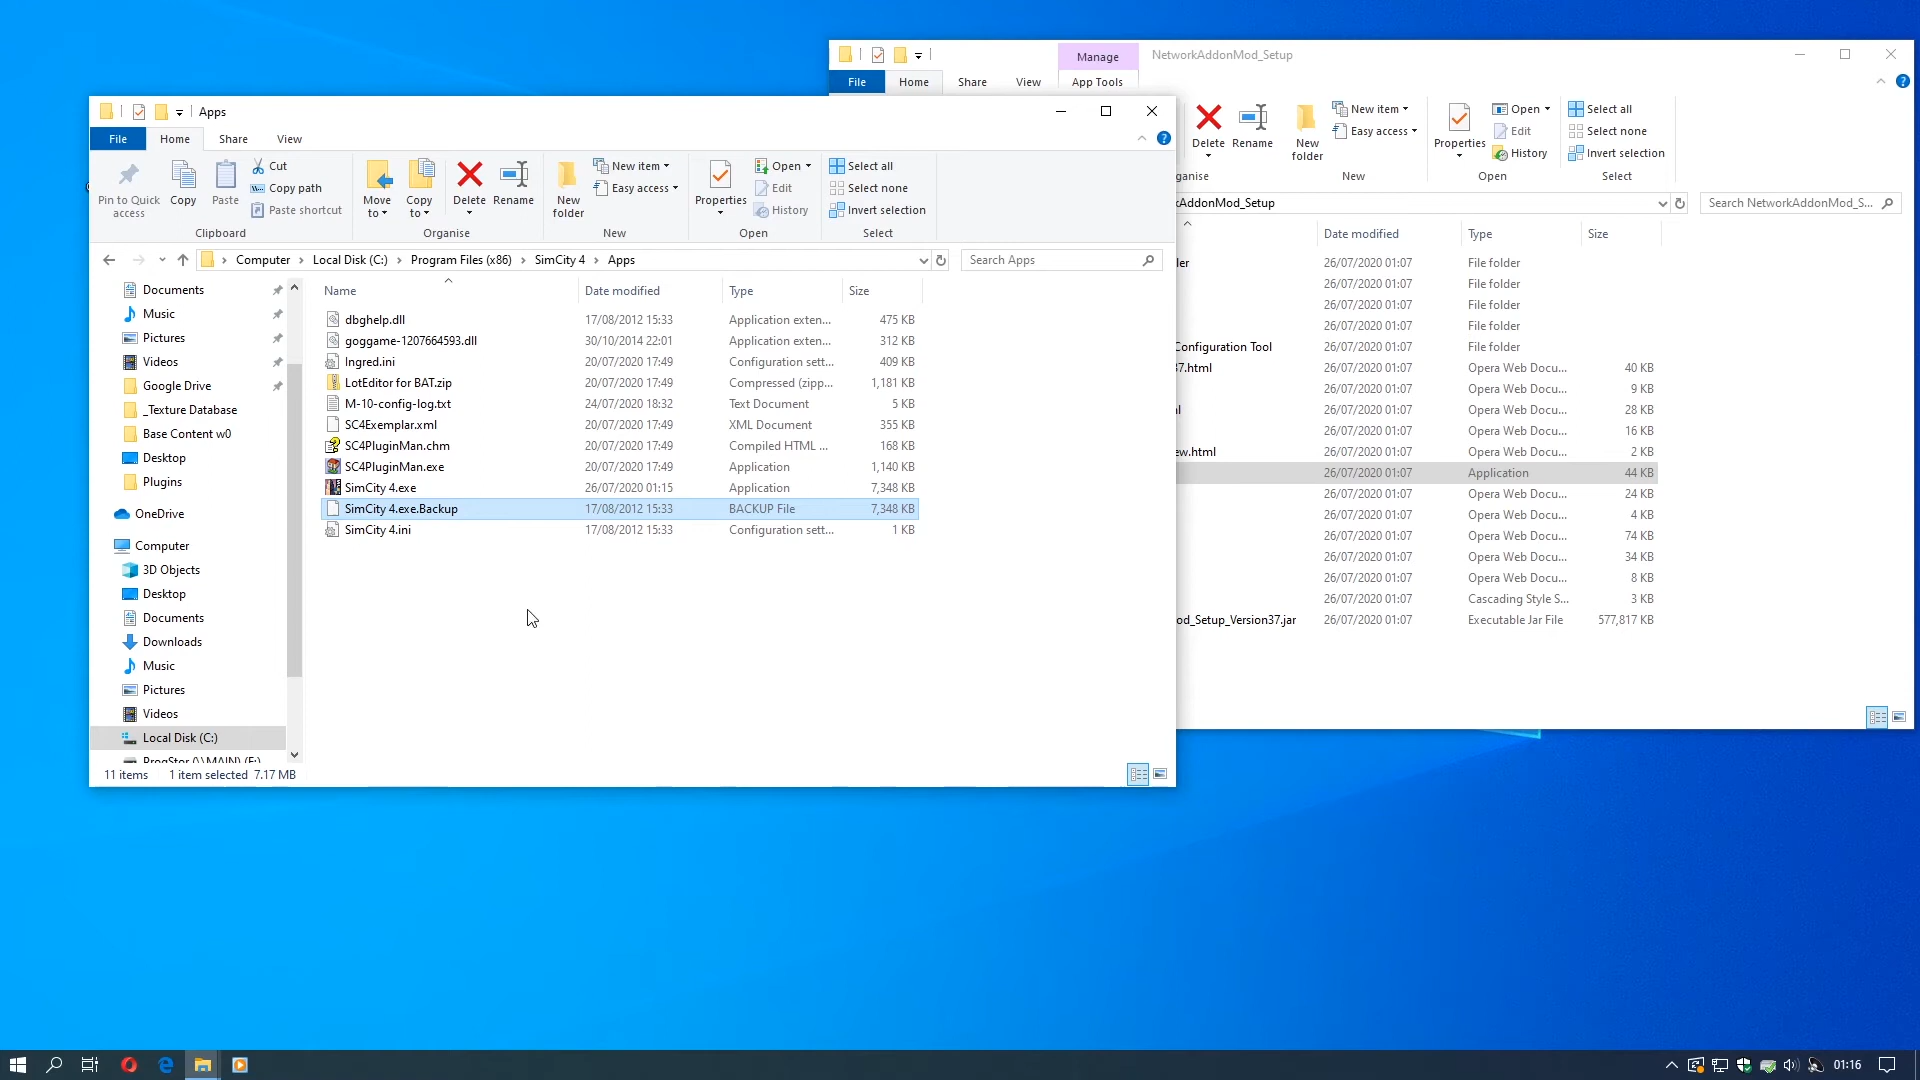 NetworkAddonMod_Setup
Manage
File
Home
Share
View
App Tools
Delete
Rename
New folder
New item
Easy access
Properties
Open
Edit
History
Select all
Select none
Invert selection
ganise
New
Open
Select
kAddonMod_Setup
Search NetworkAddonMod_S...
Date modified Type Size
ler 26/07/2020 01:07 File folder
26/07/2020 01:07 File folder
26/07/2020 01:07 File folder
26/07/2020 01:07 File folder
Configuration Tool 26/07/2020 01:07 File folder
37.html 26/07/2020 01:07 Opera Web Docu... 40 KB
26/07/2020 01:07 Opera Web Docu... 9 KB
nl 26/07/2020 01:07 Opera Web Docu... 28 KB
26/07/2020 01:07 Opera Web Docu... 16 KB
ew.html 26/07/2020 01:07 Opera Web Docu... 2 KB
26/07/2020 01:07 Application 44 KB
26/07/2020 01:07 Opera Web Docu... 24 KB
26/07/2020 01:07 Opera Web Docu... 4 KB
26/07/2020 01:07 Opera Web Docu... 74 KB
26/07/2020 01:07 Opera Web Docu... 34 KB
26/07/2020 01:07 Opera Web Docu... 8 KB
26/07/2020 01:07 Cascading Style S... 3 KB
od_Setup_Version37.jar 26/07/2020 01:07 Executable Jar File 577,817 KB
Apps
File
Home
Share
View
Pin to Quick access
Copy
Paste
Cut
Copy path
Paste shortcut
Move to
Copy to
Delete
Rename
New folder
New item
Easy access
Properties
Open
Edit
History
Select all
Select none
Invert selection
Clipboard
Organise
New
Open
Select
Computer > Local Disk (C:) > Program Files (x86) > SimCity 4 > Apps
Search Apps
Documents
Music
Pictures
Videos
Google Drive
_Texture Database
Base Content w0
Desktop
Plugins
OneDrive
Computer
3D Objects
Desktop
Documents
Downloads
Music
Pictures
Videos
Local Disk (C:)
ProgStor (\\MAIN) (F:)
Name Date modified Type Size
dbghelp.dll 17/08/2012 15:33 Application exten... 475 KB
goggame-1207664593.dll 30/10/2014 22:01 Application exten... 312 KB
Ingred.ini 20/07/2020 17:49 Configuration sett... 409 KB
LotEditor for BAT.zip 20/07/2020 17:49 Compressed (zipp... 1,181 KB
M-10-config-log.txt 24/07/2020 18:32 Text Document 5 KB
SC4Exemplar.xml 20/07/2020 17:49 XML Document 355 KB
SC4PluginMan.chm 20/07/2020 17:49 Compiled HTML ... 168 KB
SC4PluginMan.exe 20/07/2020 17:49 Application 1,140 KB
SimCity 4.exe 26/07/2020 01:15 Application 7,348 KB
SimCity 4.exe.Backup 17/08/2012 15:33 BACKUP File 7,348 KB
SimCity 4.ini 17/08/2012 15:33 Configuration sett... 1 KB
11 items 1 item selected 7.17 MB
01:16